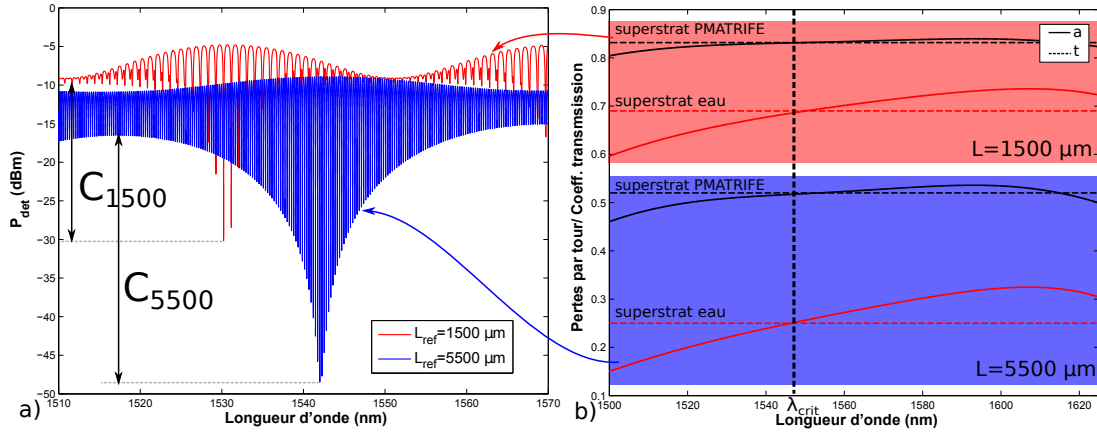 0
-5
-10
-15
-20
-25
-30
-35
-40
-45
-50
P_det (dBm)
C_1500
C_5500
L_ref=1500 µm
L_ref=5500 µm
1510
1520
1530
1540
1550
1560
1570
a)
Longueur d'onde (nm)
superstrat PMATRIFE
a
t
superstrat eau
L=1500 µm
superstrat PMATRIFE
superstrat eau
L=5500 µm
0.9
0.8
0.7
0.6
0.5
0.4
0.3
0.2
0.1
Pertes par tour/ Coeff. transmsission
1500
1520
1540
1560
1580
1600
1620
λ_crit
b)
Longueur d'onde (nm)